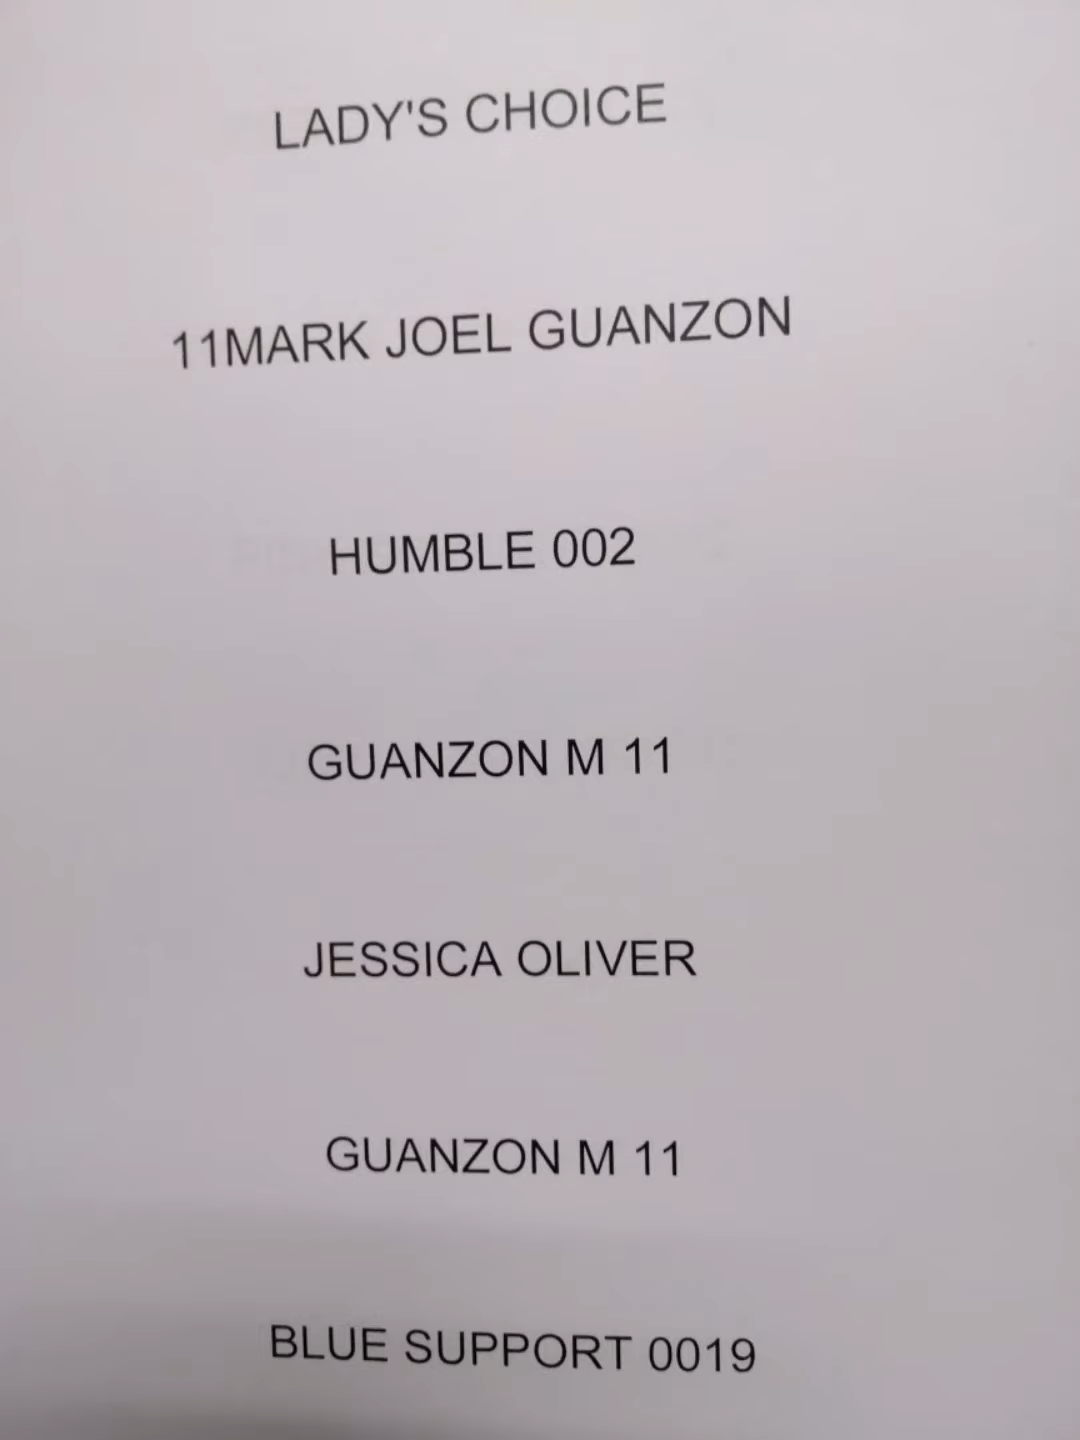 LADY'S CHOICE
11MARK JOEL GUANZON
HUMBLE 002
GUANZON M 11
JESSICA OLIVER
GUANZON M 11
BLUE SUPPORT 0019